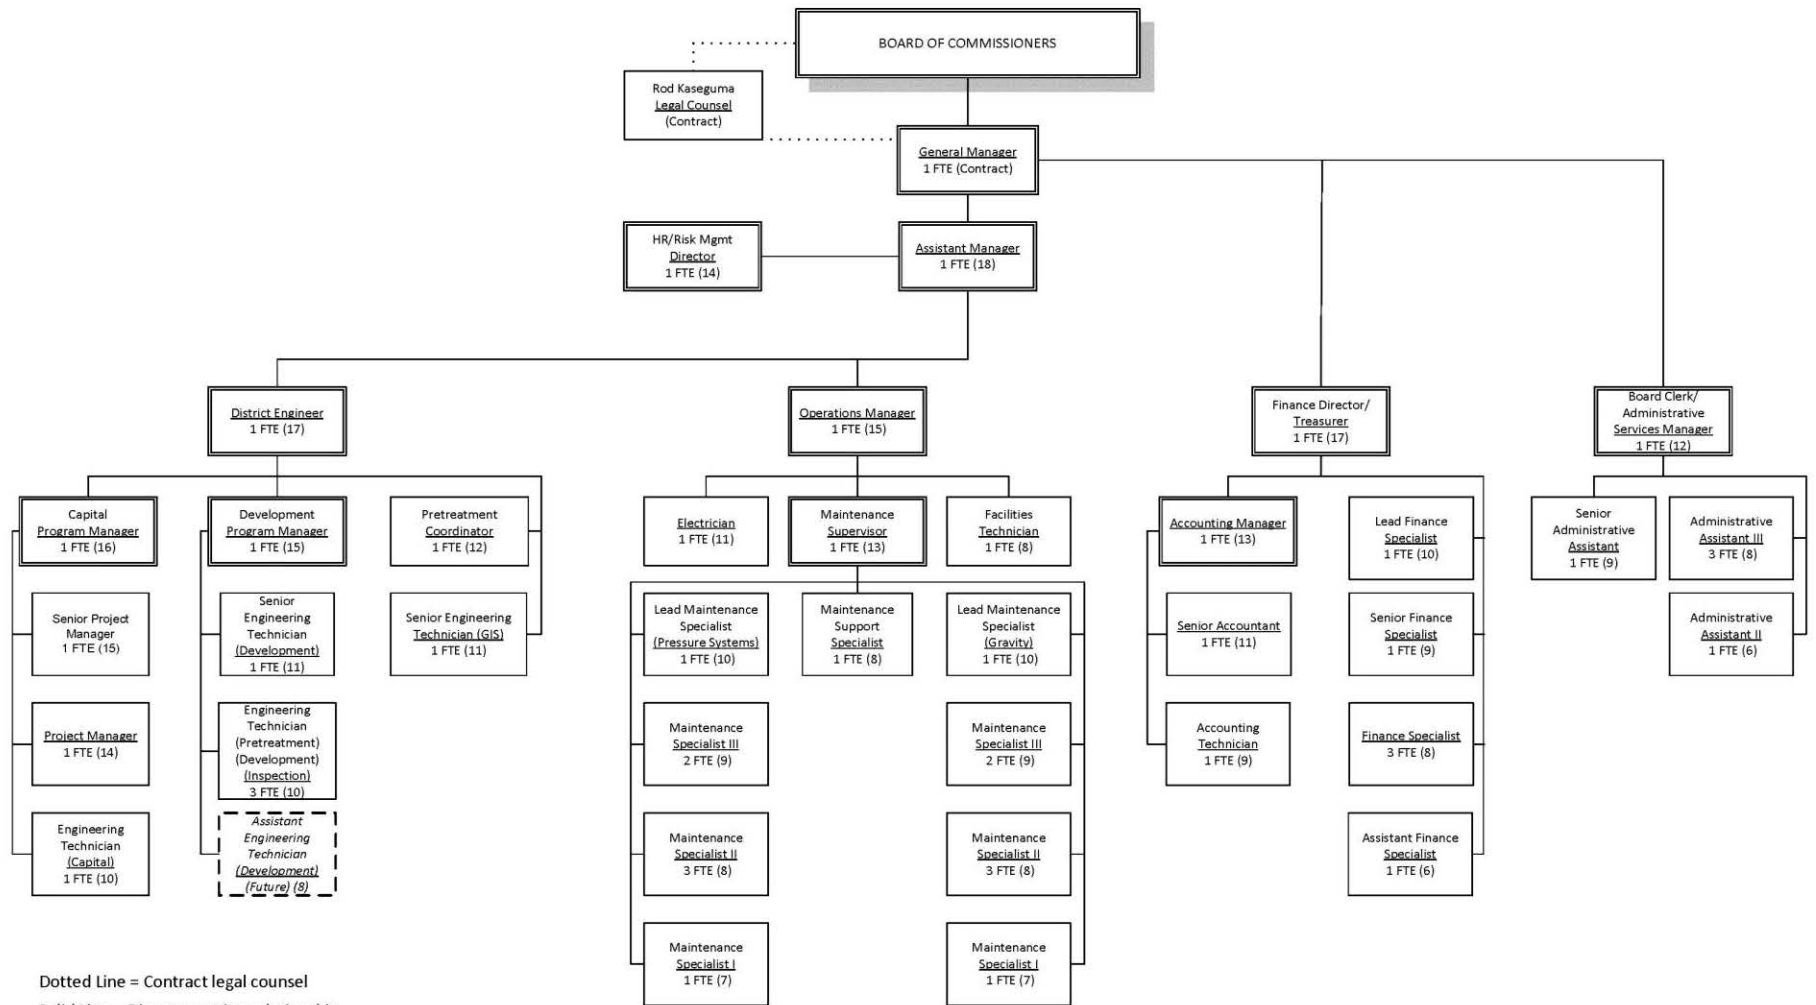 BOARD OF COMMISSIONERS
Rod Kaseguma
Legal Counsel
(Contract)
General Manager
1 FTE (Contract)
HR/Risk Mgmt
Director
1 FTE (14)
Assistant Manager
1 FTE (18)
District Engineer
1 FTE (17)
Operations Manager
1 FTE (15)
Finance Director/
Treasurer
1 FTE (17)
Board Clerk/
Administrative
Services Manager
1 FTE (12)
Capital
Program Manager
1 FTE (16)
Development
Program Manager
1 FTE (15)
Pretreatment
Coordinator
1 FTE (12)
Electrician
1 FTE (11)
Maintenance
Supervisor
1 FTE (13)
Facilities
Technician
1 FTE (8)
Accounting Manager
1 FTE (13)
Lead Finance
Specialist
1 FTE (10)
Senior
Administrative
Assistant
1 FTE (9)
Administrative
Assistant III
3 FTE (8)
Senior Project
Manager
1 FTE (15)
Senior
Engineering
Technician
(Development)
1 FTE (11)
Senior Engineering
Technician (GIS)
1 FTE (11)
Lead Maintenance
Specialist
(Pressure Systems)
1 FTE (10)
Maintenance
Support
Specialist
1 FTE (8)
Lead Maintenance
Specialist
(Gravity)
1 FTE (10)
Senior Accountant
1 FTE (11)
Senior Finance
Specialist
1 FTE (9)
Administrative
Assistant II
1 FTE (6)
Project Manager
1 FTE (14)
Engineering
Technician
(Pretreatment)
(Development)
(Inspection)
3 FTE (10)
Maintenance
Specialist III
2 FTE (9)
Maintenance
Specialist III
2 FTE (9)
Accounting
Technician
1 FTE (9)
Finance Specialist
3 FTE (8)
Engineering
Technician
(Capital)
1 FTE (10)
Assistant
Engineering
Technician
(Development)
(Future) (8)
Maintenance
Specialist II
3 FTE (8)
Maintenance
Specialist II
3 FTE (8)
Assistant Finance
Specialist
1 FTE (6)
Maintenance
Specialist I
1 FTE (7)
Maintenance
Specialist I
1 FTE (7)
Dotted Line = Contract legal counsel